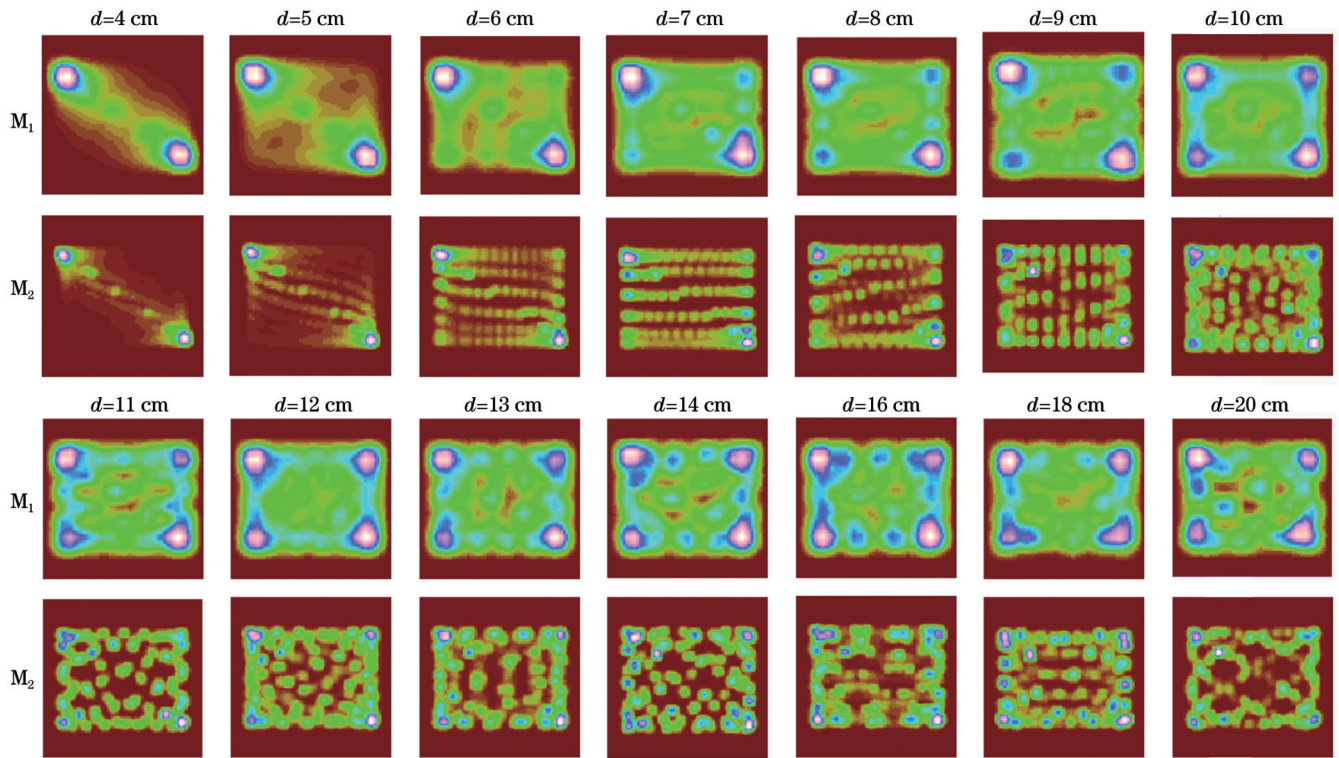 d=4 cm d=5 cm d=6 cm d=7 cm d=8 cm d=9 cm d=10 cm
M₁
M₂
d=11 cm d=12 cm d=13 cm d=14 cm d=16 cm d=18 cm d=20 cm
M₁
M₂